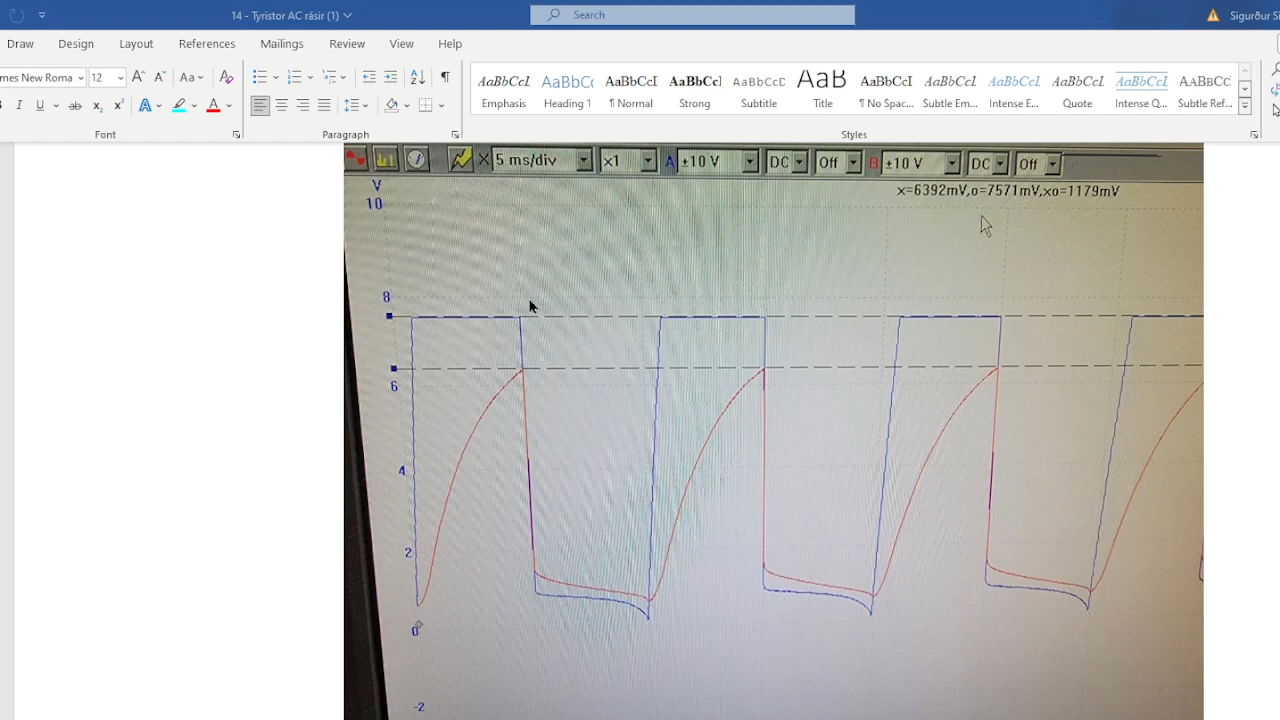 14 - Tyristor AC rásir (1)
Search
Sigurður Si
Draw Design Layout References Mailings Review View Help
mes New Roma 12 Aa
AaBbCcI AaBbCc AaBbCcI AaBbCcI AaBbCcD AaB AaBbCcI AaBbCcI AaBbCcI AaBbCcI AaBbCcI AaBbCc
Emphasis Heading 1 ¶ Normal Strong Subtitle Title ¶ No Spac... Subtle Em... Intense E... Quote Intense Q... Subtle Ref...
Font Paragraph Styles
X 5 ms/div x1 A ±10 V DC Off B ±10 V DC Off
V
x=6392mV,o=7571mV,xo=1179mV
10
8
6
4
2
0
-2